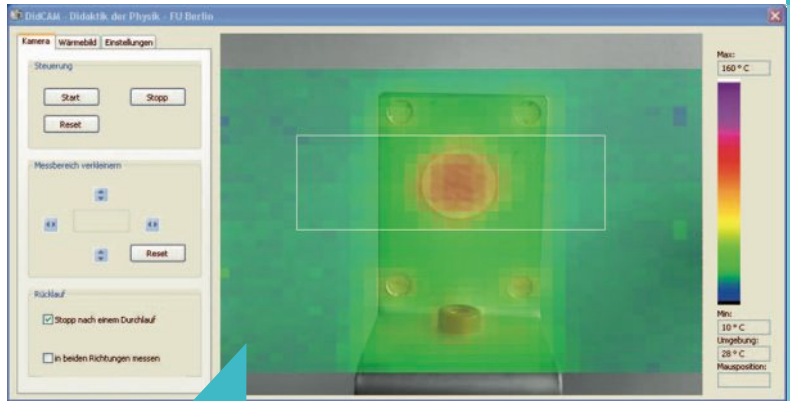 DidCAM - Didaktik der Physik - FU Berlin
Kamera Wärmebild Einstellungen
Steuerung
Start Stopp
Reset
Messbereich verkleinern
Reset
Rücklauf
Stopp nach einem Durchlauf
in beiden Richtungen messen
Max:
160 ° C
Min:
10 ° C
Umgebung:
28 ° C
Mausposition: